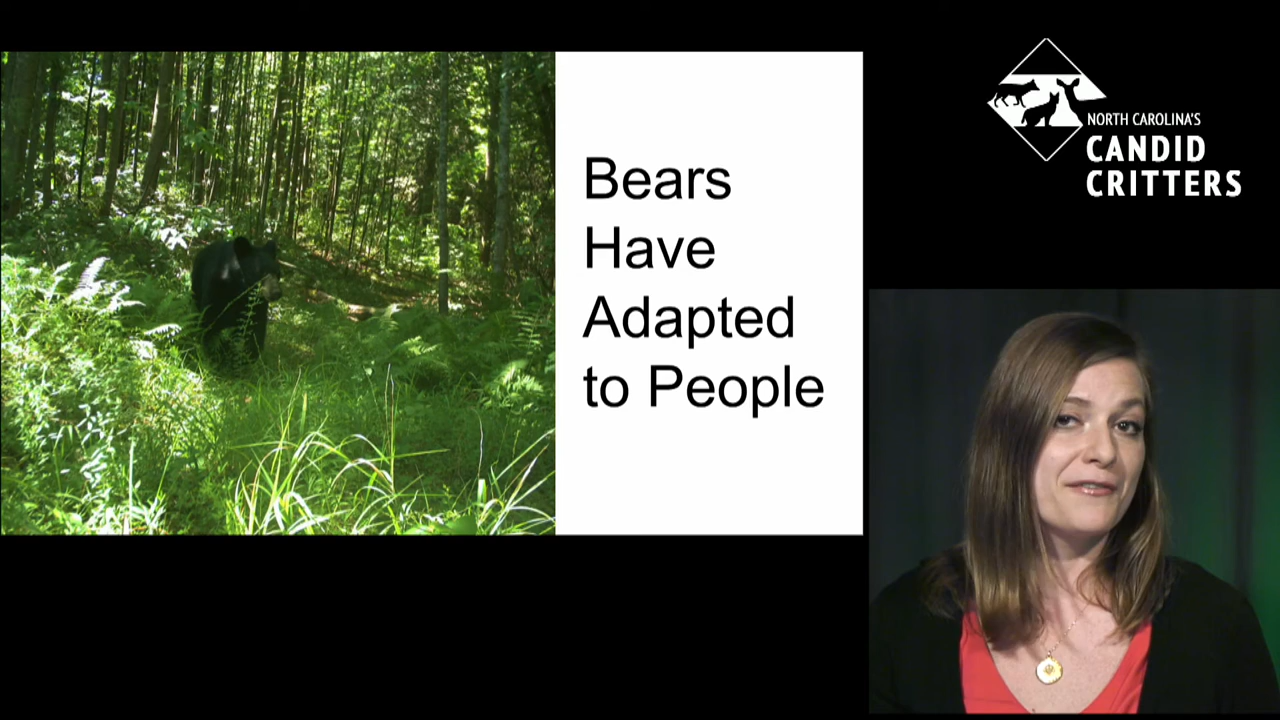 Bears
Have
Adapted
to People
NORTH CAROLINA'S
CANDID
CRITTERS